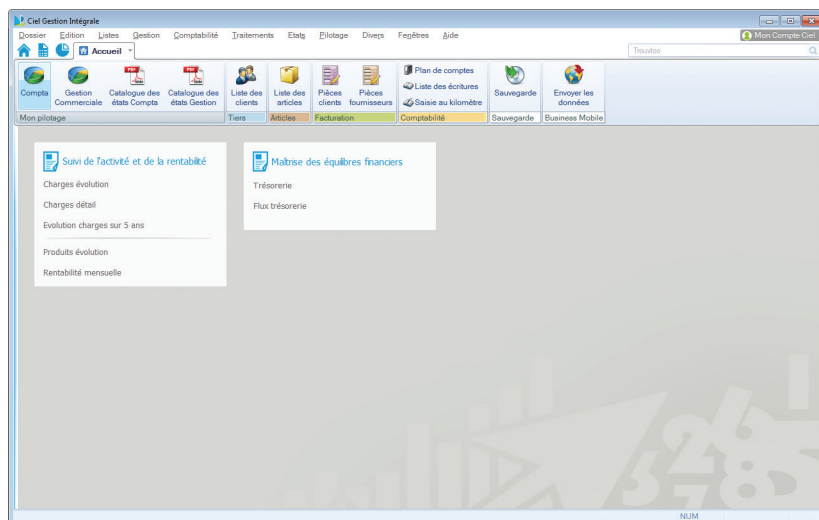 Ciel Gestion Intégrale
Dossier Edition Listes Gestion Comptabilité Traitements Etats Pilotage Divers Fenêtres Aide
Mon Compte Ciel
Accueil
Trouvtoo
Compta
Gestion Commerciale
Catalogue des états Compta
Catalogue des états Gestion
Liste des clients
Liste des articles
Pièces clients
Pièces fournisseurs
Plan de comptes
Liste des écritures
Saisie au kilomètre
Sauvegarde
Envoyer les données
Mon pilotage
Tiers
Articles
Facturation
Comptabilité
Sauvegarde
Business Mobile
Suivi de l'activité et de la rentabilité
Charges évolution
Charges détail
Evolution charges sur 5 ans
Produits évolution
Rentabilité mensuelle
Maîtrise des équilibres financiers
Trésorerie
Flux trésorerie
NUM